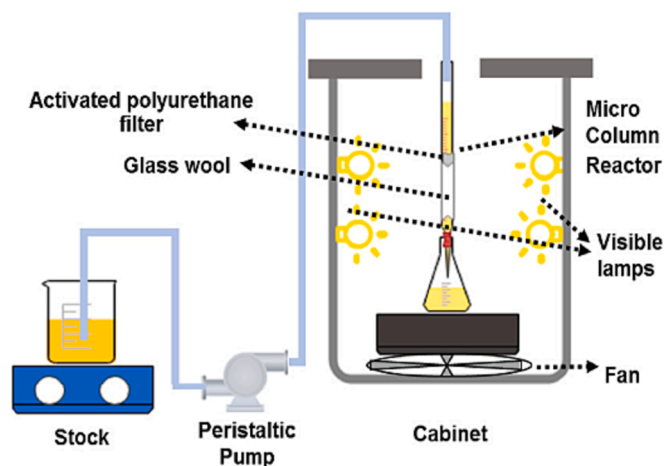 Activated polyurethane
filter
Glass wool
Micro
Column
Reactor
Visible
lamps
Fan
Stock
Peristaltic
Pump
Cabinet